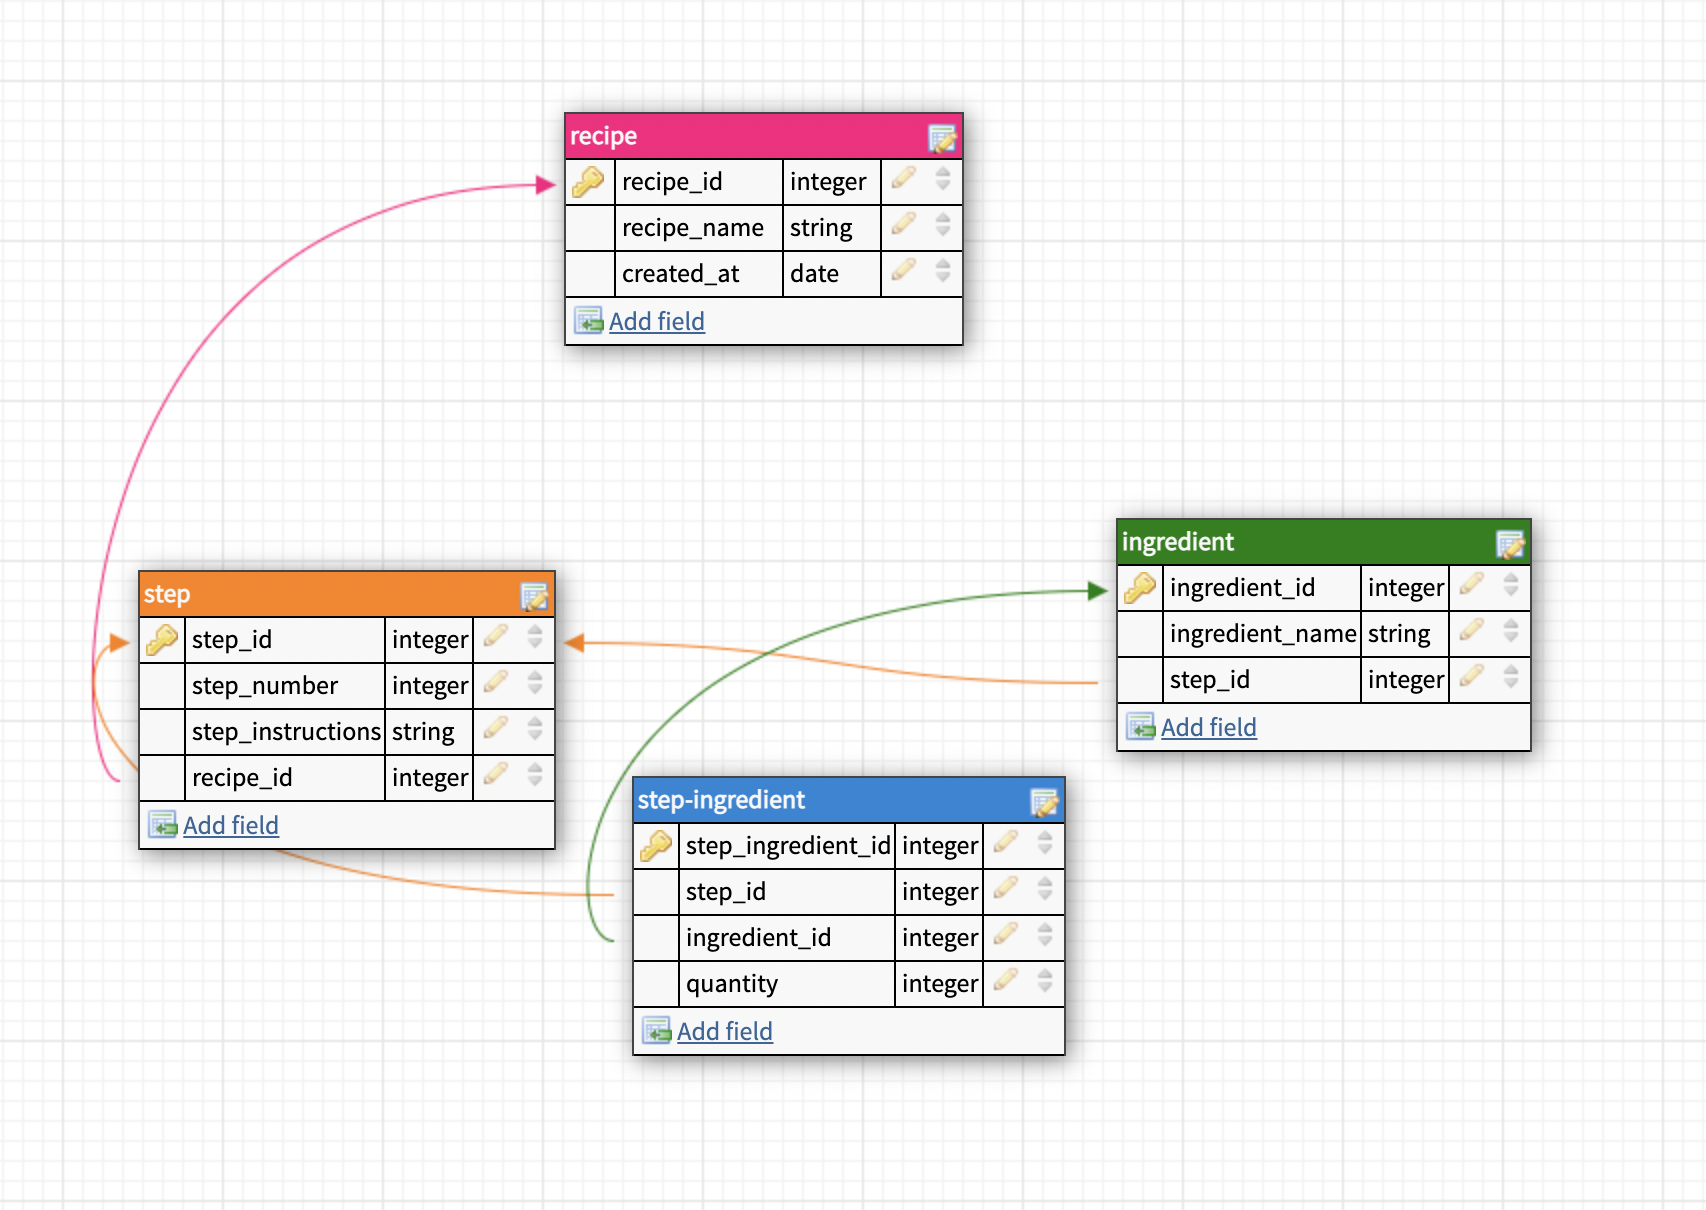 recipe
recipe_id integer
recipe_name string
created_at date
Add field
step
step_id integer
step_number integer
step_instructions string
recipe_id integer
Add field
ingredient
ingredient_id integer
ingredient_name string
step_id integer
Add field
step-ingredient
step_ingredient_id integer
step_id integer
ingredient_id integer
quantity integer
Add field